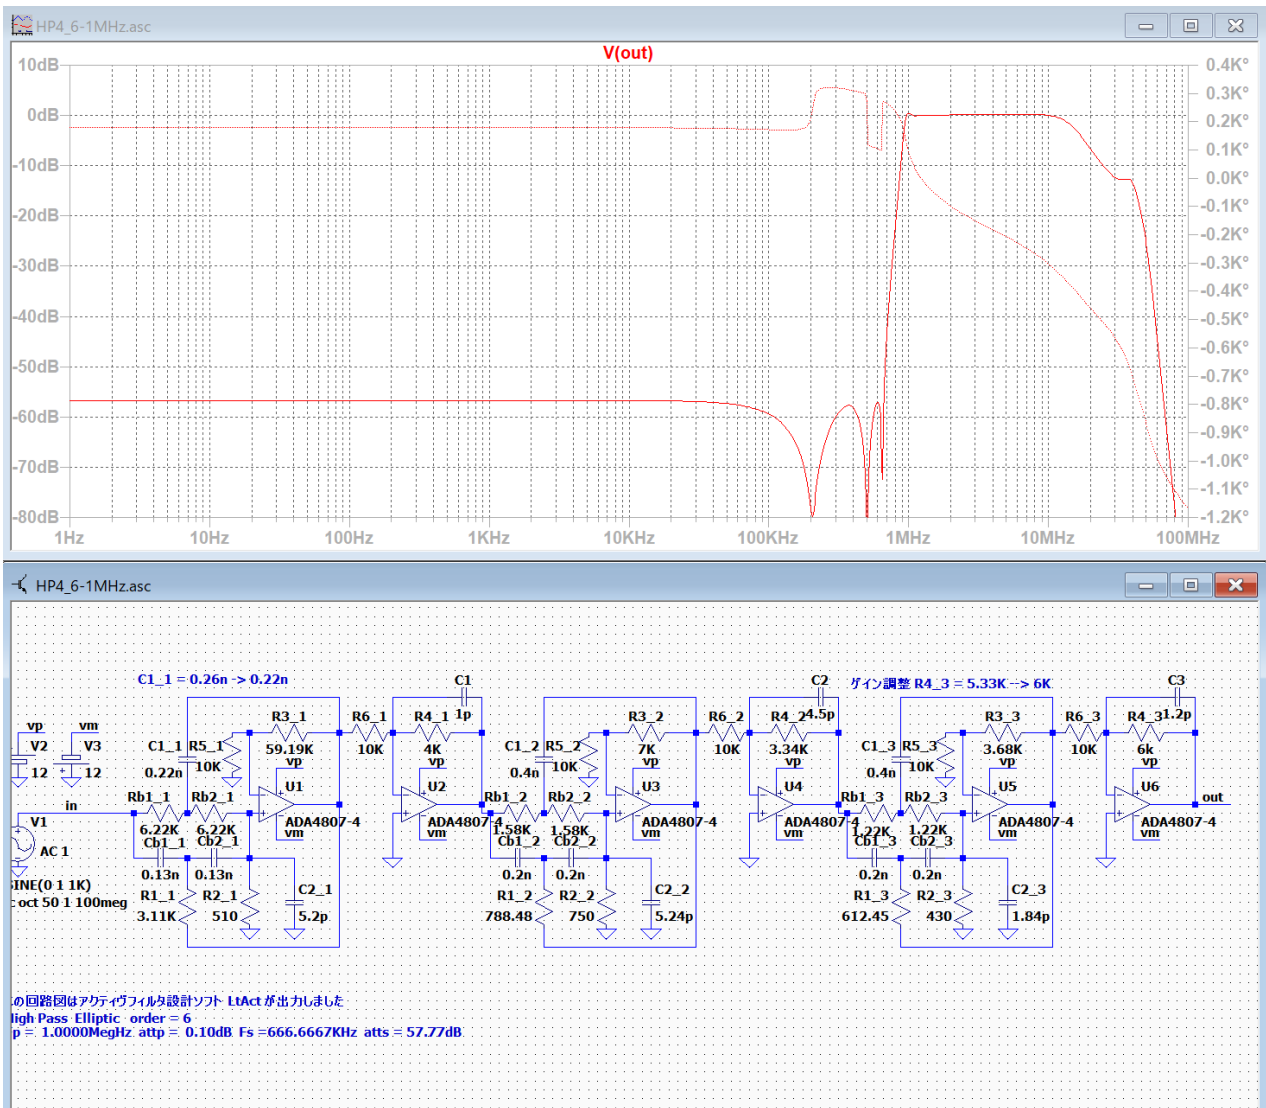 HP4_6-1MHz.asc
V(out)
10dB 0.4K°
0.3K°
0dB 0.2K°
0.1K°
-10dB 0.0K°
-20dB -0.1K°
-0.2K°
-30dB -0.3K°
-0.4K°
-40dB -0.5K°
-0.6K°
-50dB -0.7K°
-60dB -0.8K°
-0.9K°
-70dB -1.0K°
-1.1K°
-80dB -1.2K°
1Hz 10Hz 100Hz 1KHz 10KHz 100KHz 1MHz 10MHz 100MHz
HP4_6-1MHz.asc
C1_1 = 0.26n -> 0.22n C1 C2 ゲイン調整 R4_3 = 5.33K --> 6K C3
vp vm R3_1 R6_1 R4_1 1p R3_2 R6_2 R4_2 4.5p R3_3 R6_3 R4_3 1.2p
V2 V3 C1_1 R5_1 59.19K 10K 4K C1_2 R5_2 7K 10K 3.34K C1_3 R5_3 3.68K 10K 6k
12 12 0.22n 10K vp vp 0.4n 10K vp vp 0.4n 10K vp vp
in Rb1_1 Rb2_1 U1 U2 Rb1_2 Rb2_2 U3 U4 Rb1_3 Rb2_3 U5 U6 out
V1 6.22K 6.22K ADA4807-4 ADA4807-4 1.58K 1.58K ADA4807-4 ADA4807-4 1.22K 1.22K ADA4807-4 ADA4807-4
AC 1 Cb1_1 Cb2_1 vm vm Cb1_2 Cb2_2 vm vm Cb1_3 Cb2_3 vm vm
0.13n 0.13n 0.2n 0.2n 0.2n 0.2n
SINE(0 1 1K) R1_1 R2_1 C2_1 R1_2 R2_2 C2_2 R1_3 R2_3 C2_3
c oct 50 1 100meg 3.11K 510 5.2p 788.48 750 5.24p 612.45 430 1.84p
の回路図はアクティヴフィルタ設計ソフト LtAct が出力しました
High Pass Elliptic order = 6
p = 1.0000MegHz attp = 0.10dB Fs =666.6667KHz atts = 57.77dB